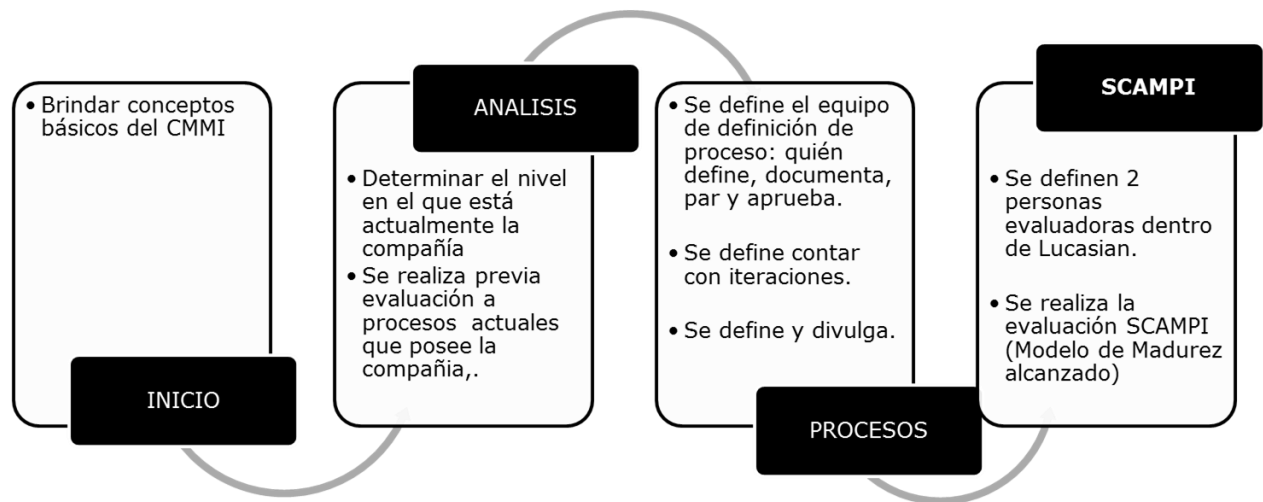 • Brindar conceptos
básicos del CMMI
INICIO
ANALISIS
• Determinar el nivel
en el que está
actualmente la
compañía
• Se realiza previa
evaluación a
procesos actuales
que posee la
compañia,.
• Se define el equipo
de definición de
proceso: quién
define, documenta,
par y aprueba.
• Se define contar
con iteraciones.
• Se define y divulga.
PROCESOS
SCAMPI
• Se definen 2
personas
evaluadoras dentro
de Lucasian.
• Se realiza la
evaluación SCAMPI
(Modelo de Madurez
alcanzado)